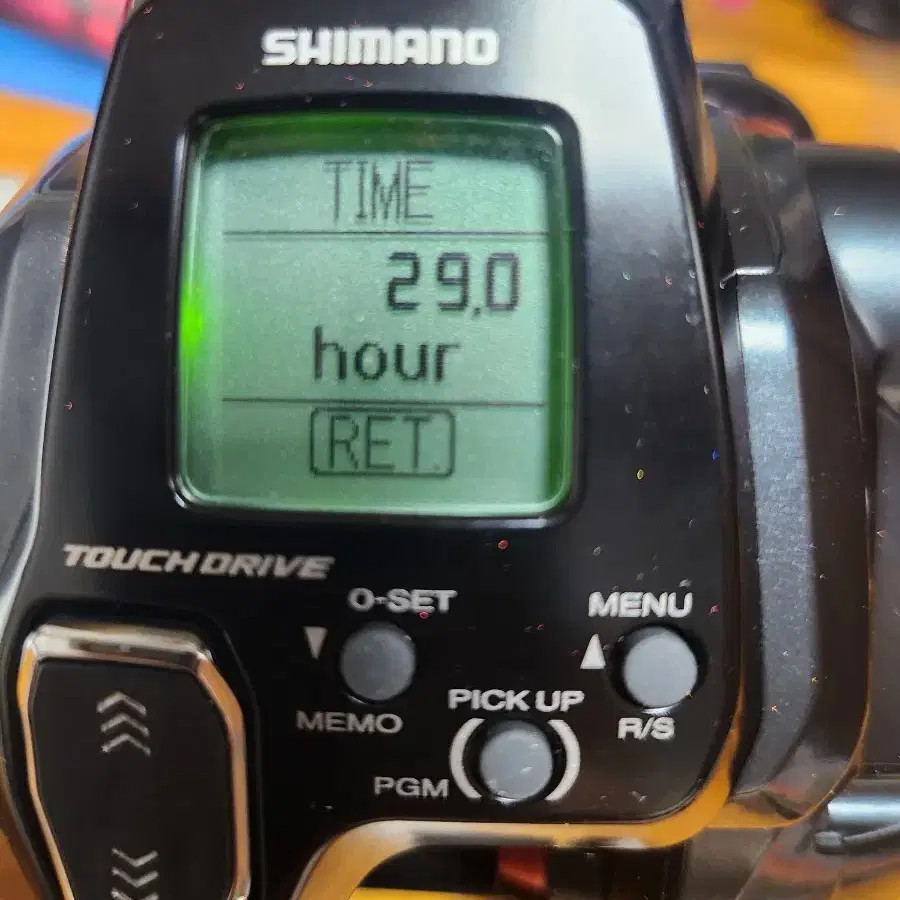 SHIMANO
TIME
29.0
hour
RET.
TOUCH DRIVE
0-SET
MENU
MEMO
PICK UP
R/S
PGM